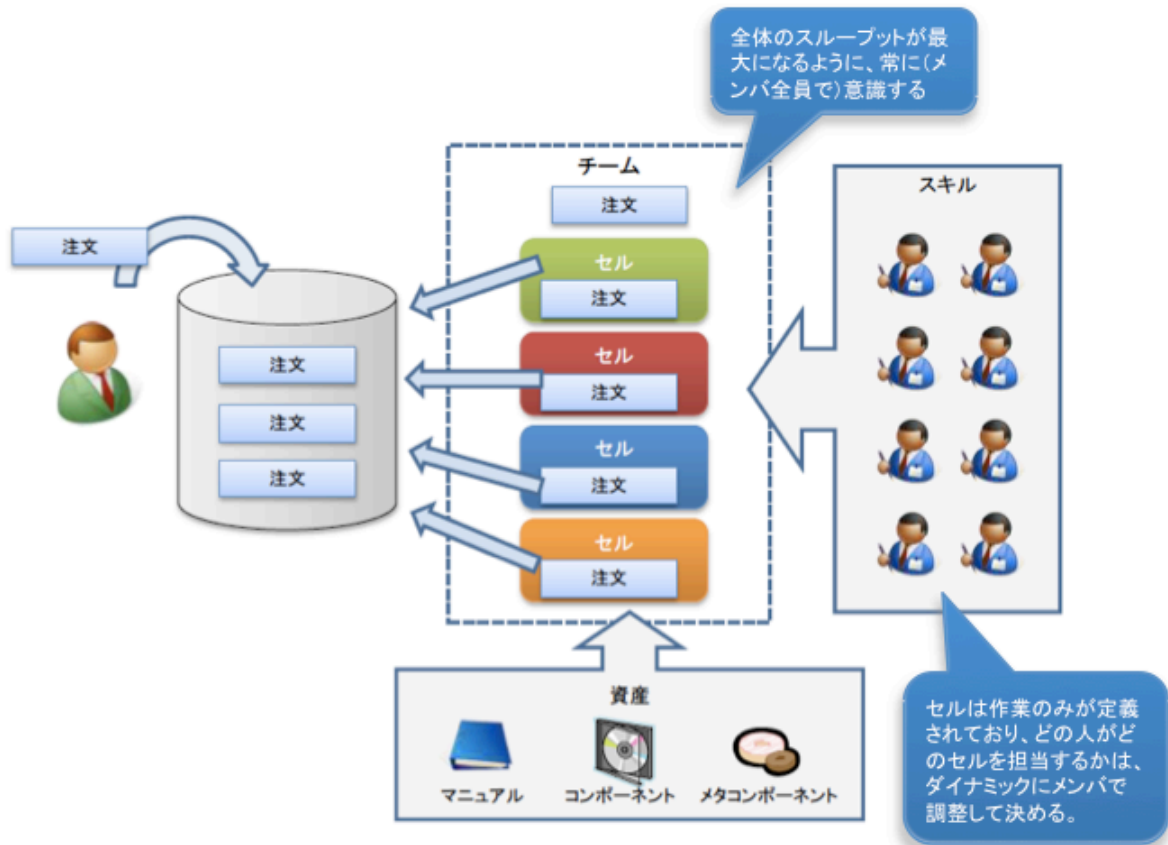 全体のスループットが最
大になるように、常に(メ
ンバ全員で)意識する
チーム
注文
スキル
注文
セル
注文
セル
注文
セル
注文
セル
注文
注文
注文
注文
資産
マニュアル
コンポーネント
メタコンポーネント
セルは作業のみが定義
されており、どの人がど
のセルを担当するかは、
ダイナミックにメンバで
調整して決める。